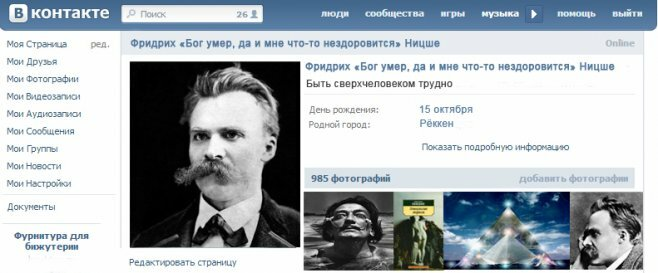 В контакте
Поиск 26
люди сообщества игры музыка помощь выйти
Моя Страница ред.
Мои Друзья
Мои Фотографии
Мои Видеозаписи
Мои Аудиозаписи
Мои Сообщения
Мои Группы
Мои Новости
Мои Настройки
Документы
Фурнитура для
бижутерии
Фридрих «Бог умер, да и мне что-то нездоровится» Ницше Online
Редактировать страницу
Фридрих «Бог умер, да и мне что-то нездоровится» Ницше
Быть сверхчеловеком трудно
День рождения: 15 октября
Родной город: Рёккен
Показать подробную информацию
985 фотографий добавить фотографии